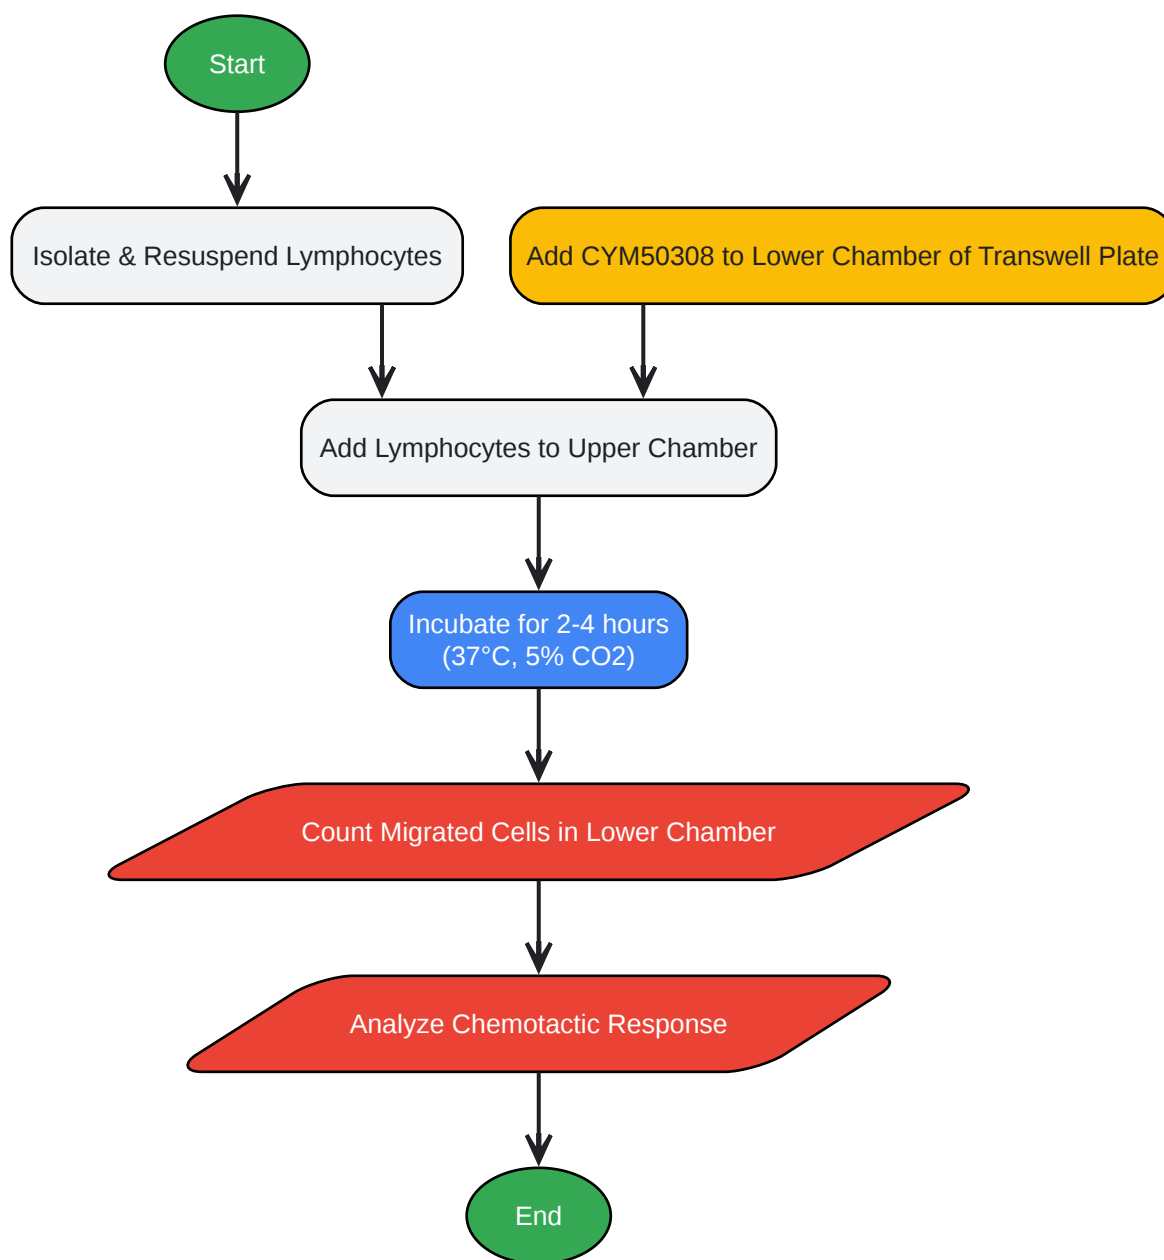 Start
Isolate & Resuspend Lymphocytes
Add CYM50308 to Lower Chamber of Transwell Plate
Add Lymphocytes to Upper Chamber
Incubate for 2-4 hours
(37°C, 5% CO2)
Count Migrated Cells in Lower Chamber
Analyze Chemotactic Response
End